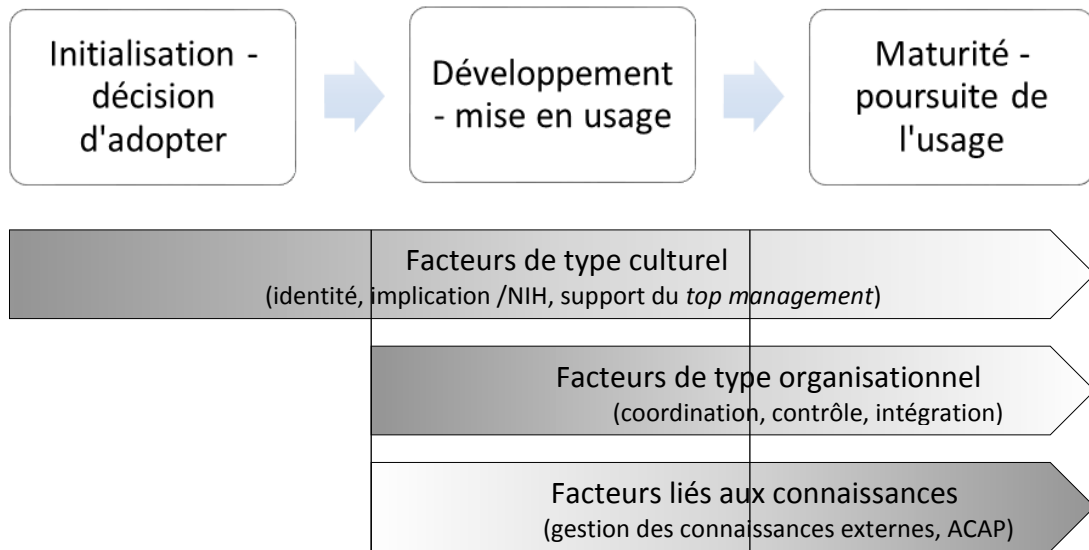 Initialisation -
décision
d'adopter
Développement
- mise en usage
Maturité -
poursuite de
l'usage
Facteurs de type culturel
(identité, implication /NIH, support du top management)
Facteurs de type organisationnel
(coordination, contrôle, intégration)
Facteurs liés aux connaissances
(gestion des connaissances externes, ACAP)